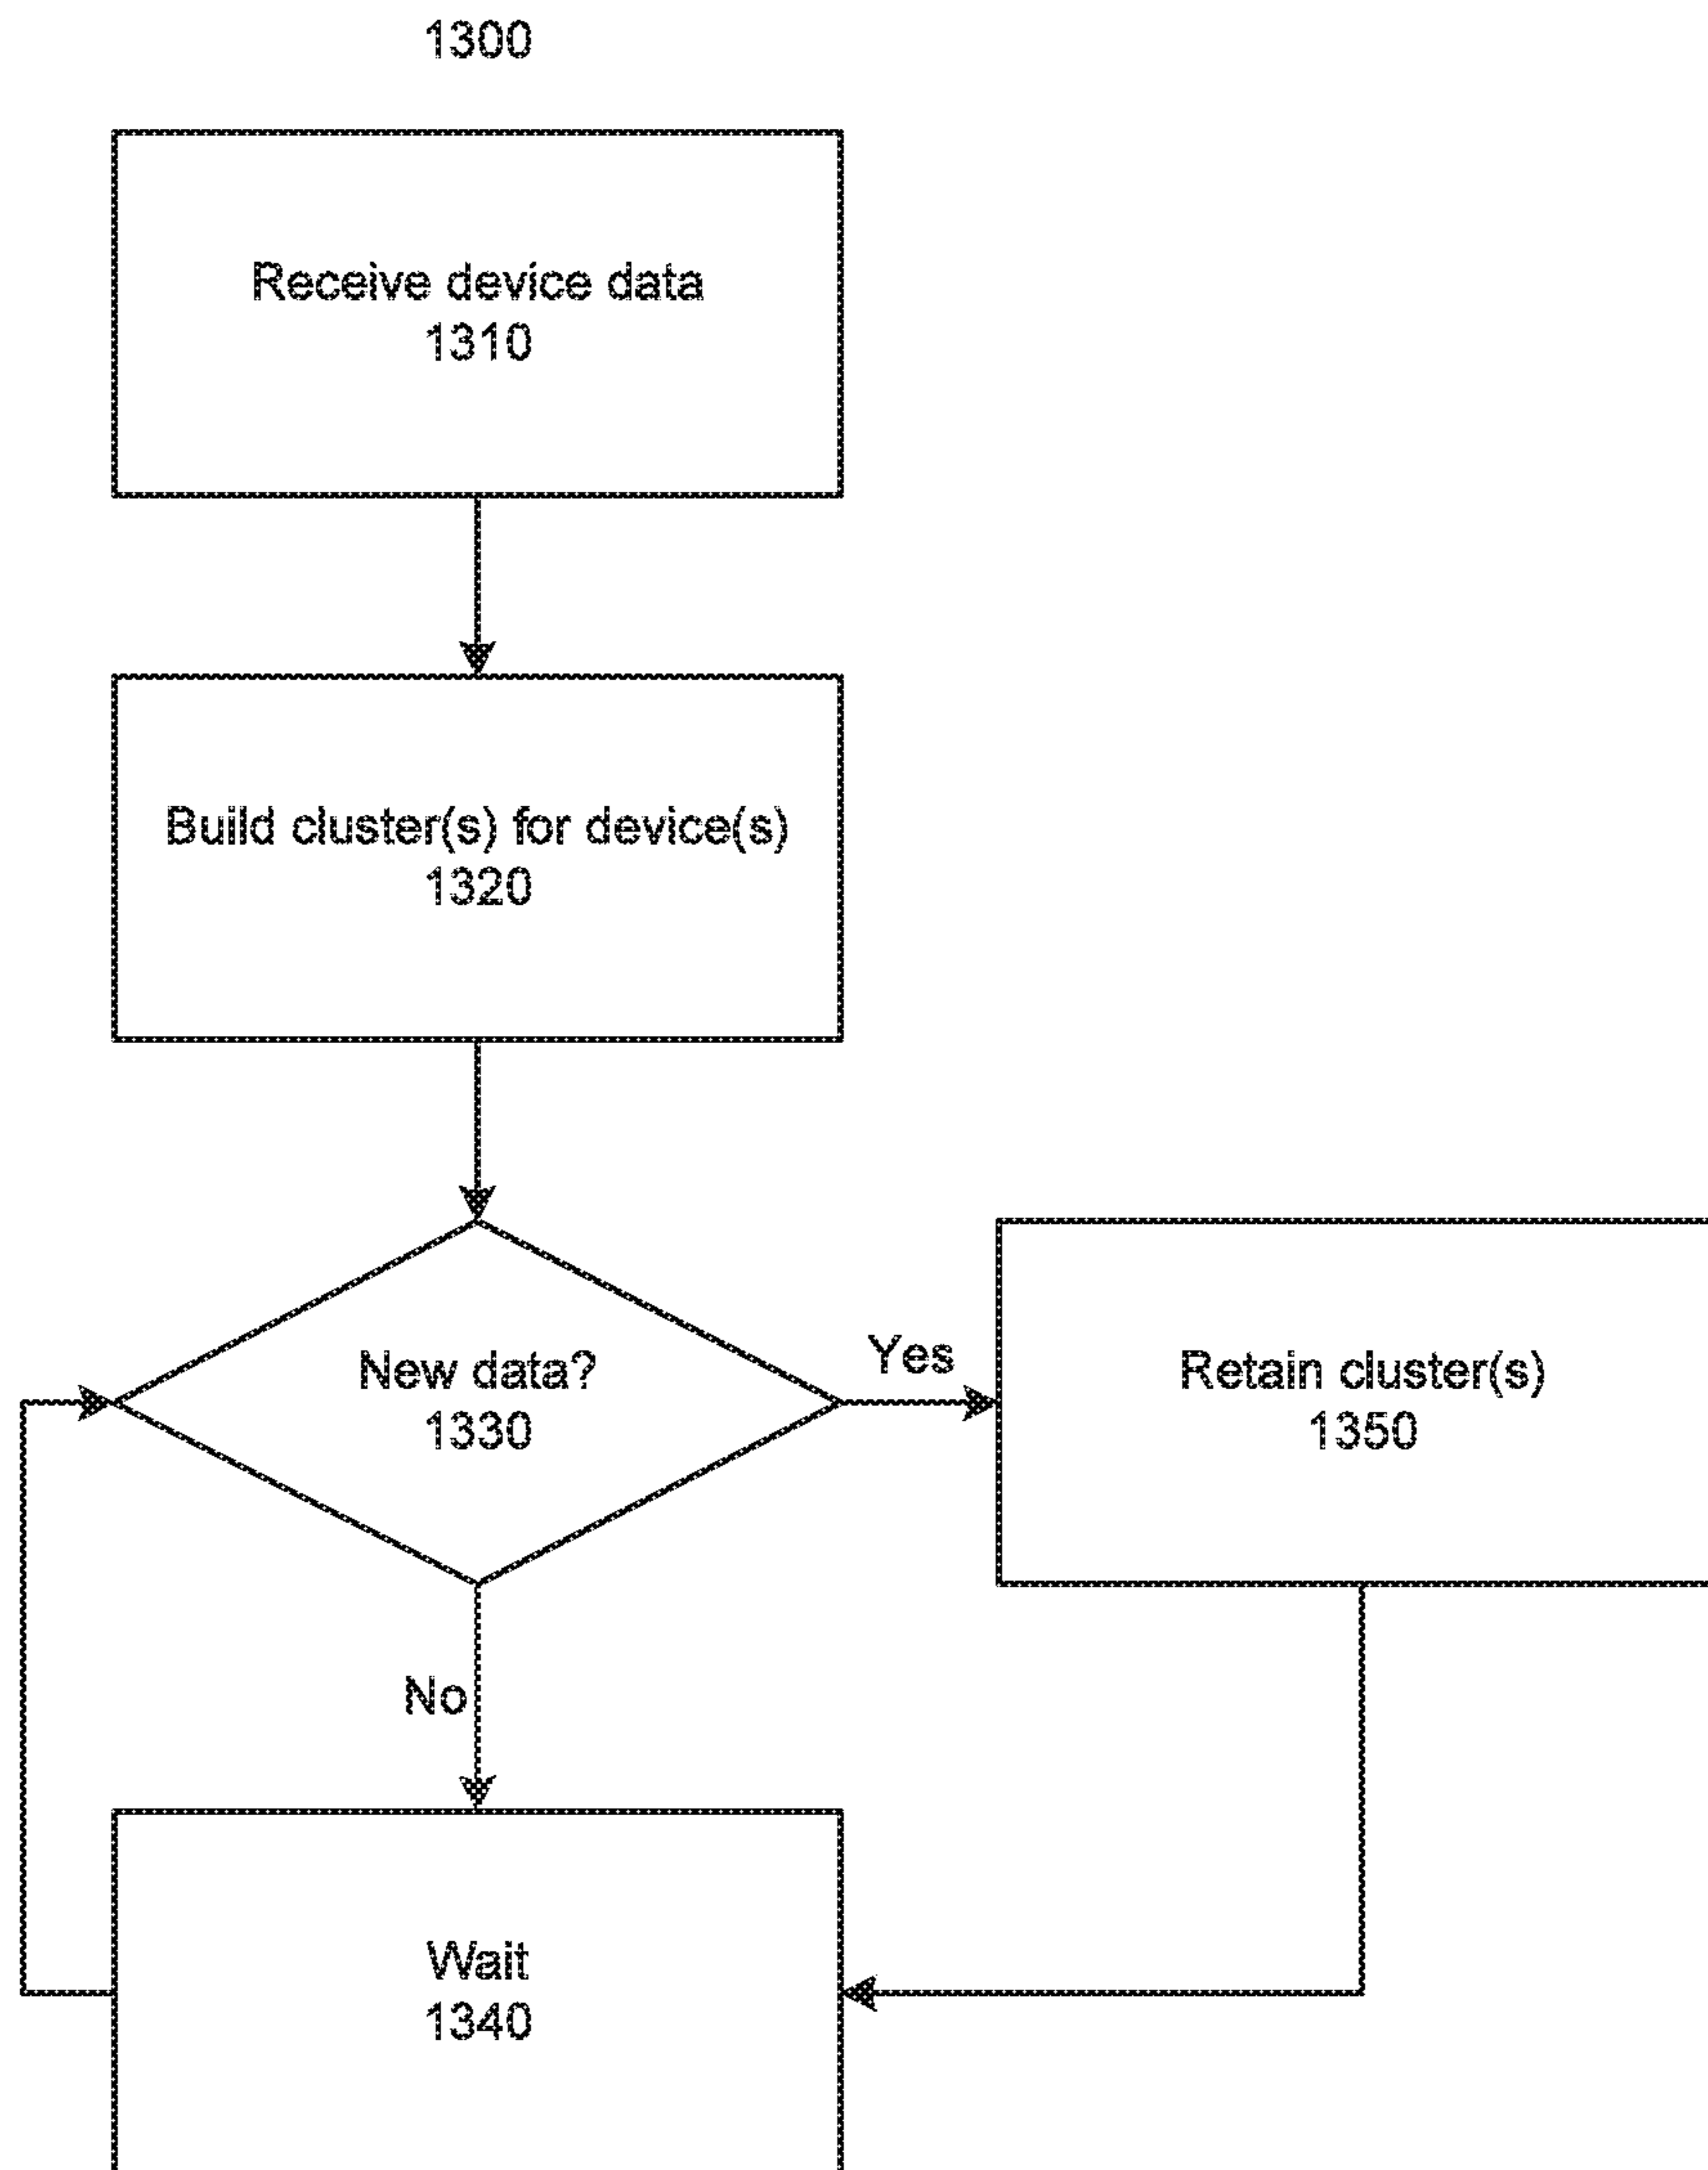 1300
Receive device data
1310
Build cluster(s) for device(s)
1320
New data?
1330
Yes
Retain cluster(s)
1350
No
Wait
1340